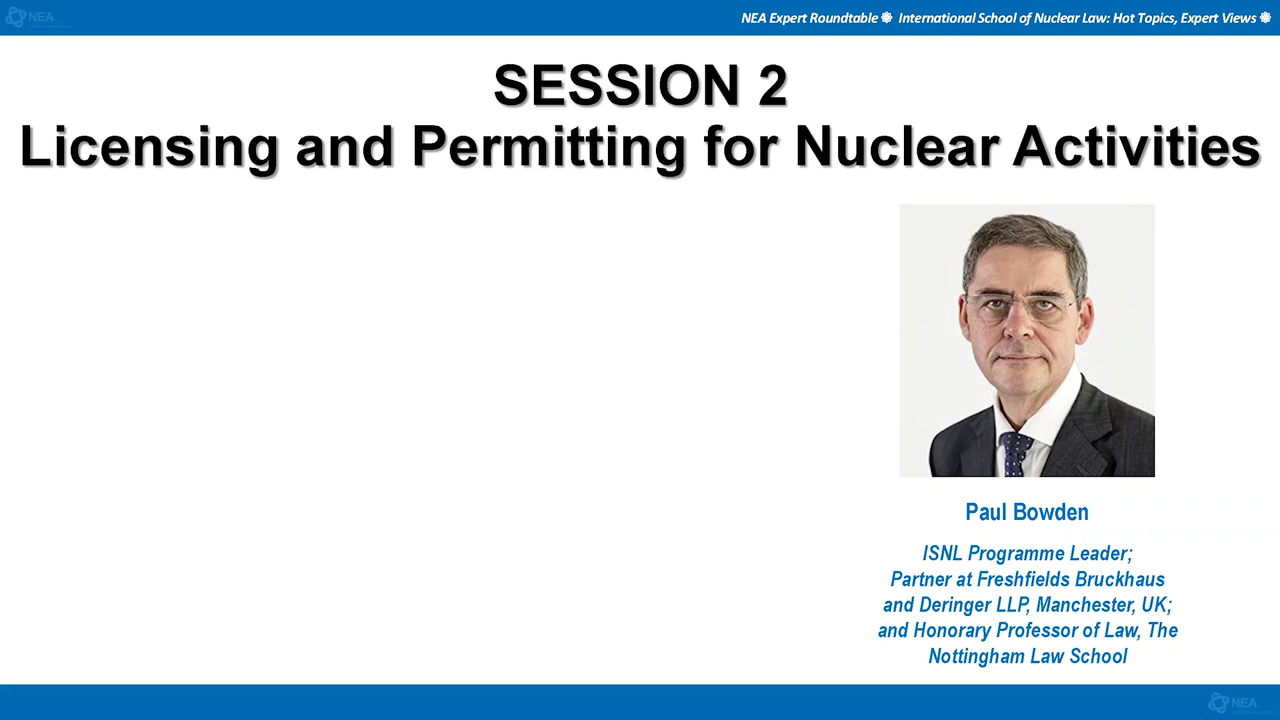 NEA
NEA Expert Roundtable ❁ International School of Nuclear Law: Hot Topics, Expert Views ❁
SESSION 2
Licensing and Permitting for Nuclear Activities
Paul Bowden
ISNL Programme Leader;
Partner at Freshfields Bruckhaus
and Deringer LLP, Manchester, UK;
and Honorary Professor of Law, The
Nottingham Law School
NEA